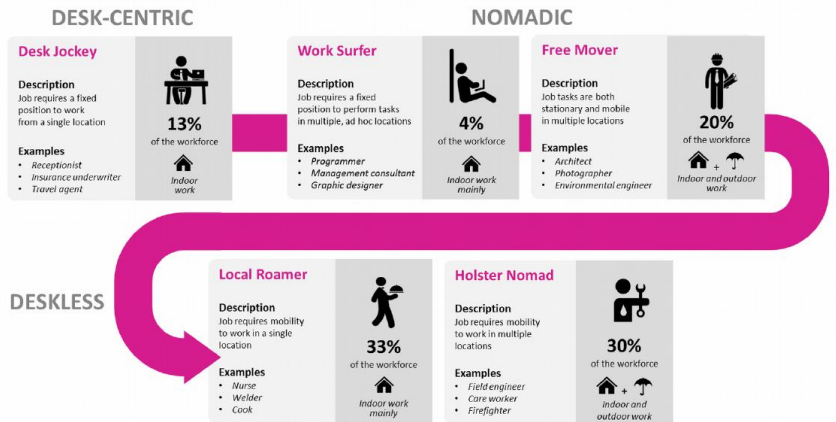 DESK-CENTRIC
NOMADIC
Desk Jockey
Description
Job requires a fixed
position to work
from a single location
Examples
• Receptionist
• Insurance underwriter
• Travel agent
13%
of the workforce
Indoor
work
Work Surfer
Description
Job requires a fixed
position to perform tasks
in multiple, ad hoc locations
Examples
• Programmer
• Management consultant
• Graphic designer
4%
of the workforce
Indoor work
mainly
Free Mover
Description
Job tasks are both
stationary and mobile
in multiple locations
Examples
• Architect
• Photographer
• Environmental engineer
20%
of the workforce
+
Indoor and outdoor
work
DESKLESS
Local Roamer
Description
Job requires mobility
to work in a single
location
Examples
• Nurse
• Welder
• Cook
33%
of the workforce
Indoor work
mainly
Holster Nomad
Description
Job requires mobility
to work in multiple
locations
Examples
• Field engineer
• Care worker
• Firefighter
30%
of the workforce
+
Indoor and
outdoor work